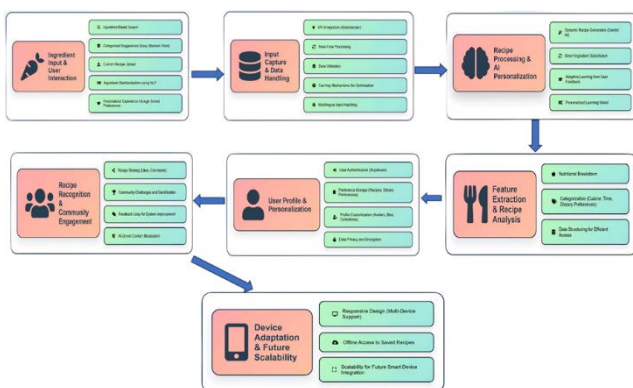 Ingredient
Input &
User
Interaction
Ingredient-Based Search
Categorized Suggestions (Easy, Medium, Hard)
Custom Recipe Upload
Ingredient Standardization using NLP
Personalized Experience through Saved
Preferences
Input
Capture
& Data
Handling
API Integration
Real-Time Processing
Data Validation
Caching Mechanisms for Optimization
Multilingual Input Handling
Recipe
Processing &
AI
Personalization
Dynamic Recipe Generation (Gemini
AI)
Smart Ingredient Substitution
Adaptive Learning from User
Feedback
Personalized Learning Model
Recipe
Recognition
&
Community
Engagement
Recipe Sharing (Likes, Comments)
Community Challenges and Gamification
Feedback Loop for System Improvement
AI-Driven Content Moderation
User Profile &
Personalization
User Authentication
Preference Storage (Recipes, Dietary
Preferences)
Profile Customization (Avatars, Bios,
Collections)
Data Privacy and Encryption
Feature
Extraction
& Recipe
Analysis
Nutritional Breakdown
Categorization (Cuisine, Time,
Dietary Preferences)
Data Structuring for Efficient
Access
Device
Adaptation
& Future
Scalability
Responsive Design (Multi-Device
Support)
Offline Access to Saved Recipes
Scalability for Future Smart Device
Integration